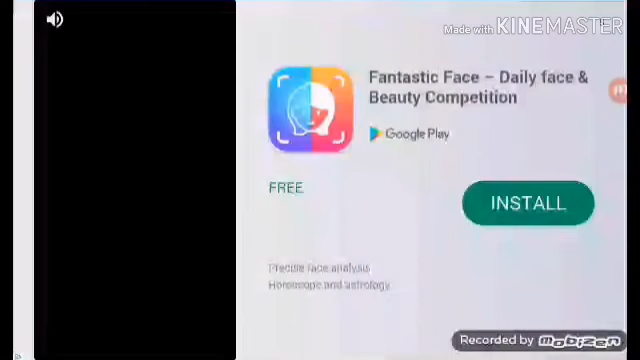 Made with KINEMASTER
Fantastic Face – Daily face &
Beauty Competition
Google Play
FREE
INSTALL
Precise face analysis
Horoscope and astrology
Recorded by mobizen